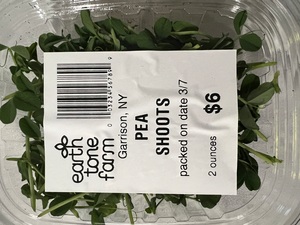 earth
tone
farm
Garrison, NY
PEA
SHOOTS
packed on date 3/7
2 ounces
$6